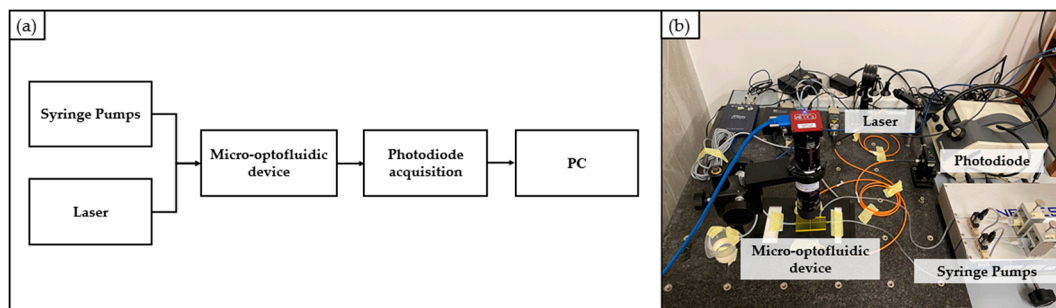 (a)
Syringe Pumps
Laser
Micro-optofluidic
device
Photodiode
acquisition
PC
(b)
Laser
Photodiode
Micro-optofluidic
device
Syringe Pumps